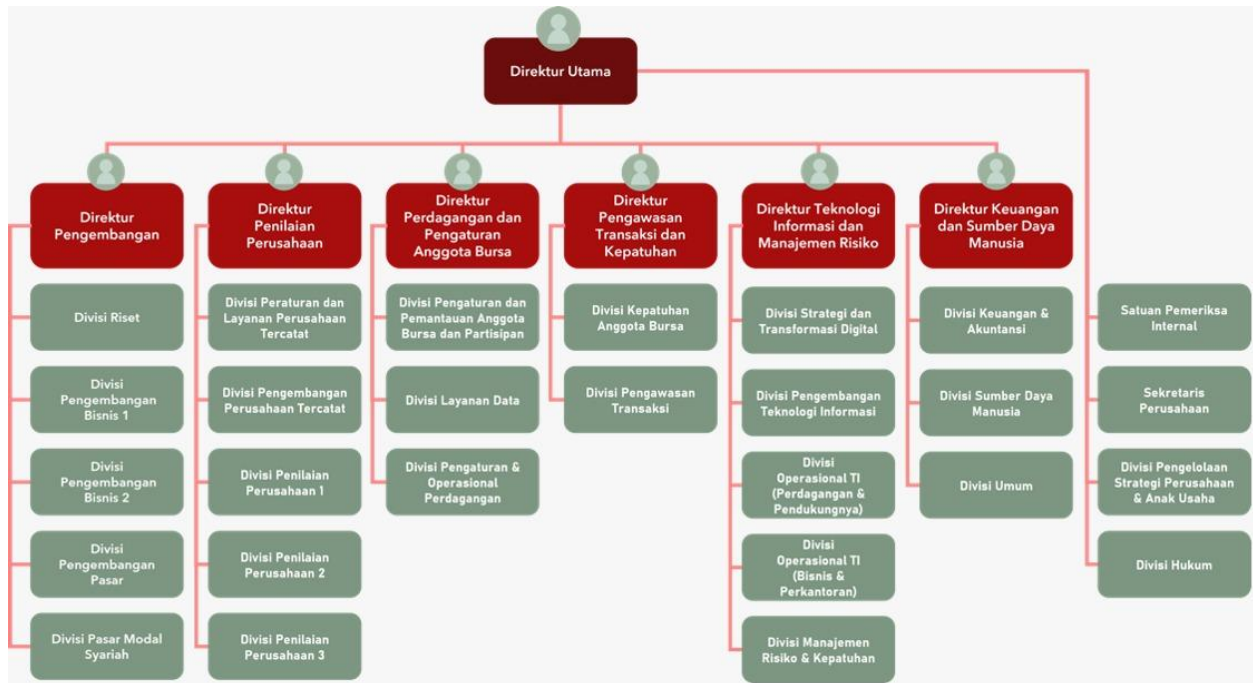 Direktur Utama
Direktur
Pengembangan
Divisi Riset
Divisi
Pengembangan
Bisnis 1
Divisi
Pengembangan
Bisnis 2
Divisi
Pengembangan
Pasar
Divisi Pasar Modal
Syariah
Direktur
Penilaian
Perusahaan
Divisi Peraturan dan
Layanan Perusahaan
Tercatat
Divisi Pengembangan
Perusahaan Tercatat
Divisi Penilaian
Perusahaan 1
Divisi Penilaian
Perusahaan 2
Divisi Penilaian
Perusahaan 3
Direktur
Perdagangan dan
Pengaturan
Anggota Bursa
Divisi Pengaturan dan
Pemantauan Anggota
Bursa dan Partisipan
Divisi Layanan Data
Divisi Pengaturan &
Operasional
Perdagangan
Direktur
Pengawasan
Transaksi dan
Kepatuhan
Divisi Kepatuhan
Anggota Bursa
Divisi Pengawasan
Transaksi
Direktur Teknologi
Informasi dan
Manajemen Risiko
Divisi Strategi dan
Transformasi Digital
Divisi Pengembangan
Teknologi Informasi
Divisi
Operasional TI
(Perdagangan &
Pendukungnya)
Divisi
Operasional TI
(Bisnis &
Perkantoran)
Divisi Manajemen
Risiko & Kepatuhan
Direktur Keuangan
dan Sumber Daya
Manusia
Divisi Keuangan &
Akuntansi
Divisi Sumber Daya
Manusia
Divisi Umum
Satuan Pemeriksa
Internal
Sekretaris
Perusahaan
Divisi Pengelolaan
Strategi Perusahaan
& Anak Usaha
Divisi Hukum